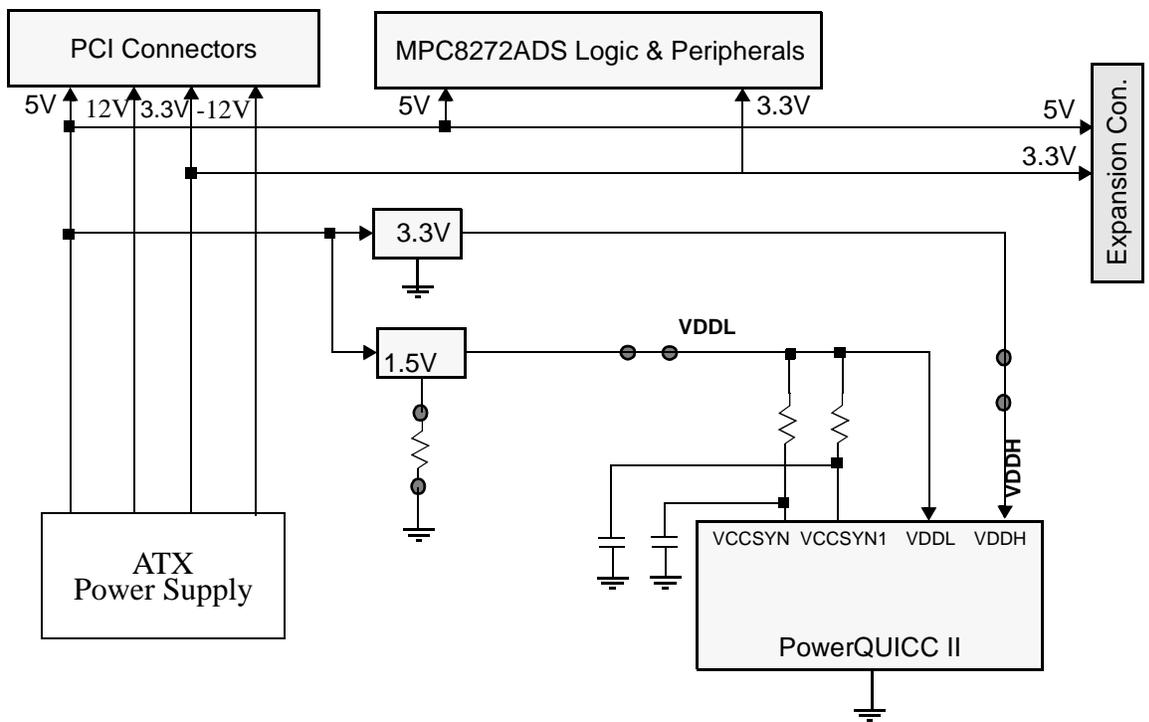 PCI Connectors
MPC8272ADS Logic & Peripherals
5V
12V
3.3V
-12V
5V
3.3V
5V
3.3V
Expansion Con.
3.3V
1.5V
VDDL
VDDH
VCCSYN VCCSYN1 VDDL VDDH
ATX
Power Supply
PowerQUICC II